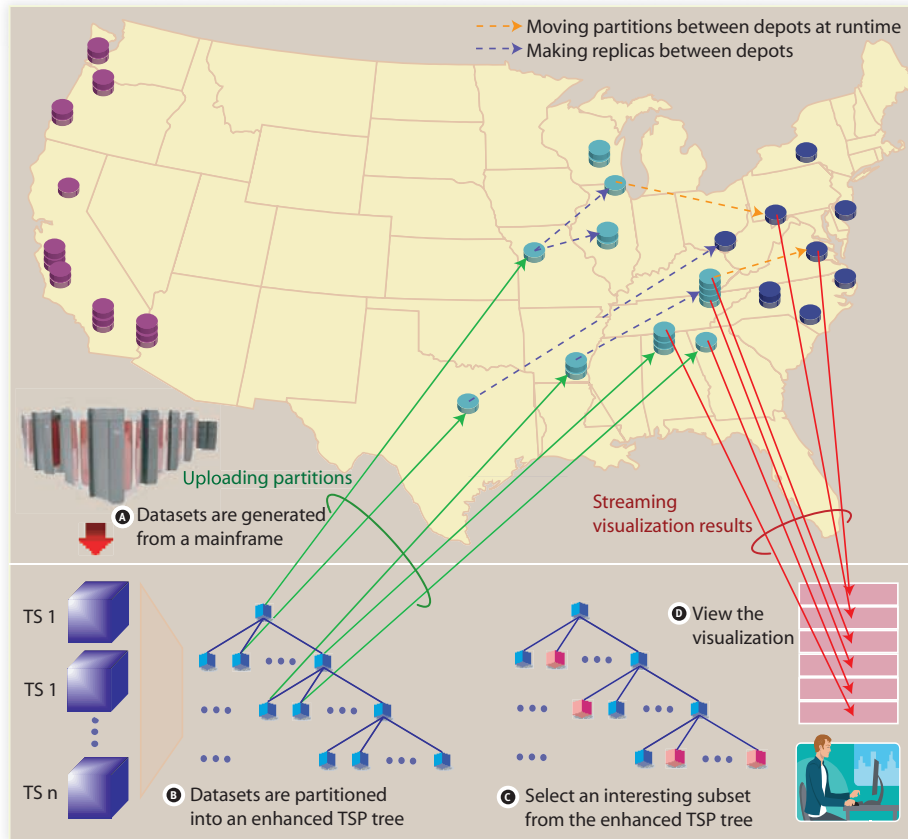 Moving partitions between depots at runtime
Making replicas between depots
Uploading partitions
A Datasets are generated
from a mainframe
Streaming
visualization results
TS 1
TS 1
TS n
D View the
visualization
B Datasets are partitioned
into an enhanced TSP tree
C Select an interesting subset
from the enhanced TSP tree